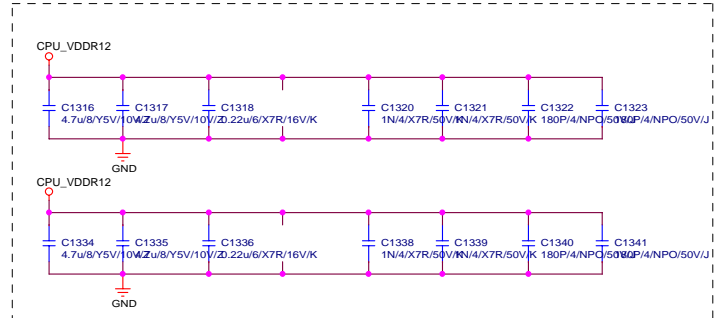 CPU_VDDR12
C1316 C1317 C1318 C1320 C1321 C1322 C1323
4.7u/8/Y5V/10V/Z 4.7u/8/Y5V/10V/Z 0.22u/6/X7R/16V/K 1N/4/X7R/50V/K 1N/4/X7R/50V/K 180P/4/NPO/50V/J 180P/4/NPO/50V/J
GND
CPU_VDDR12
C1334 C1335 C1336 C1338 C1339 C1340 C1341
4.7u/8/Y5V/10V/Z 4.7u/8/Y5V/10V/Z 0.22u/6/X7R/16V/K 1N/4/X7R/50V/K 1N/4/X7R/50V/K 180P/4/NPO/50V/J 180P/4/NPO/50V/J
GND